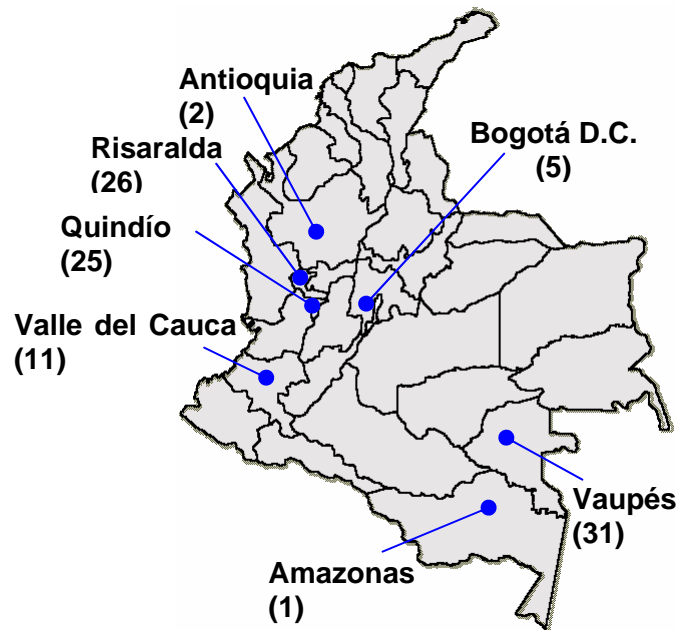 Antioquia
(2)
Bogotá D.C.
(5)
Risaralda
(26)
Quindío
(25)
Valle del Cauca
(11)
Vaupés
(31)
Amazonas
(1)